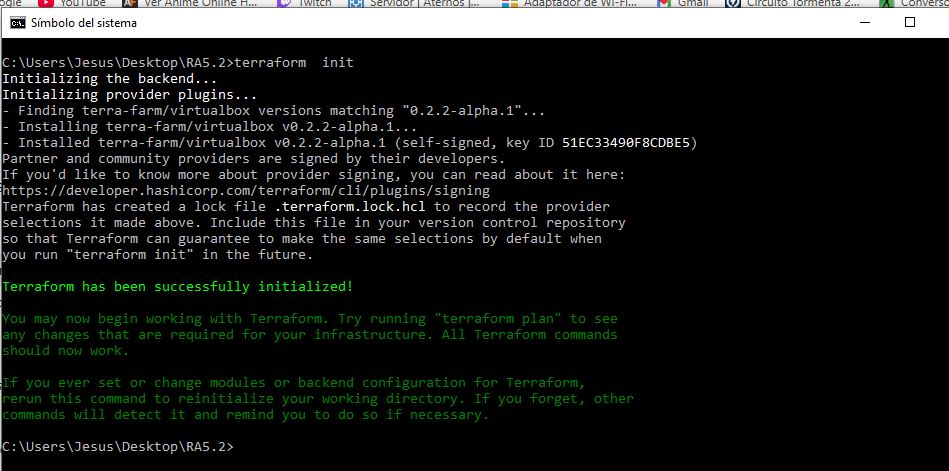 YouTube
Ver Anime Online H...
Twitch
Servidor | Aternos |...
Adaptador de Wi-Fi...
Gmail
Circuito Tormenta 2...
Símbolo del sistema
C:\Users\Jesus\Desktop\RA5.2>terraform  init
Initializing the backend...
Initializing provider plugins...
- Finding terra-farm/virtualbox versions matching "0.2.2-alpha.1"...
- Installing terra-farm/virtualbox v0.2.2-alpha.1...
- Installed terra-farm/virtualbox v0.2.2-alpha.1 (self-signed, key ID 51EC33490F8CDBE5)
Partner and community providers are signed by their developers.
If you'd like to know more about provider signing, you can read about it here:
https://developer.hashicorp.com/terraform/cli/plugins/signing
Terraform has created a lock file .terraform.lock.hcl to record the provider
selections it made above. Include this file in your version control repository
so that Terraform can guarantee to make the same selections by default when
you run "terraform init" in the future.
Terraform has been successfully initialized!
You may now begin working with Terraform. Try running "terraform plan" to see
any changes that are required for your infrastructure. All Terraform commands
should now work.
If you ever set or change modules or backend configuration for Terraform,
rerun this command to reinitialize your working directory. If you forget, other
commands will detect it and remind you to do so if necessary.
C:\Users\Jesus\Desktop\RA5.2>